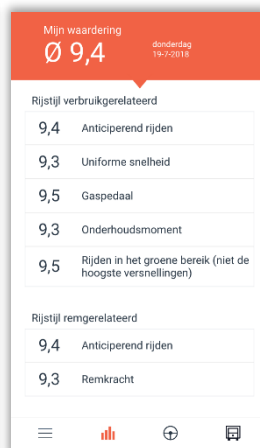 Mijn waardering
Ø 9,4
donderdag
19-7-2018
Rijstijl verbruikgerelateerd
9,4 Anticiperend rijden
9,3 Uniforme snelheid
9,5 Gaspedaal
9,3 Onderhoudsmoment
9,5 Rijden in het groene bereik (niet de
hoogste versnellingen)
Rijstijl remgerelateerd
9,4 Anticiperend rijden
9,3 Remkracht